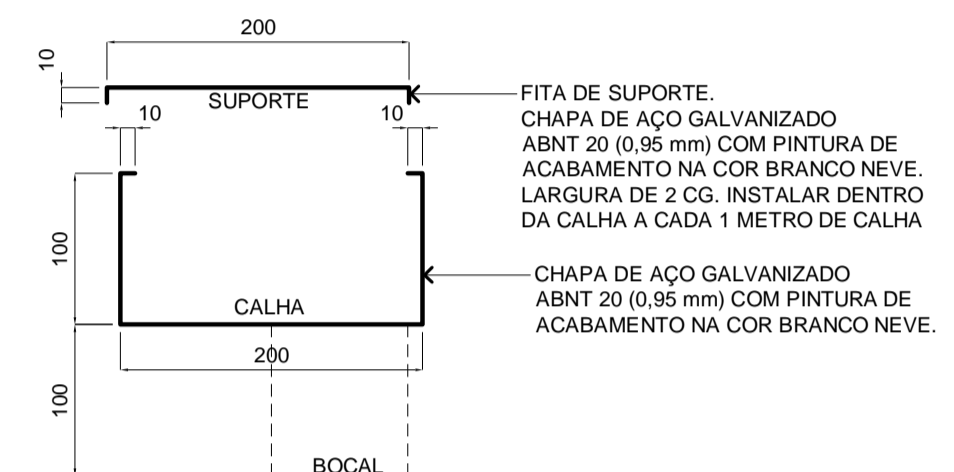 200
10
SUPORTE
10
10
FITA DE SUPORTE.
CHAPA DE AÇO GALVANIZADO
ABNT 20 (0,95 mm) COM PINTURA DE
ACABAMENTO NA COR BRANCO NEVE.
LARGURA DE 2 CG. INSTALAR DENTRO
DA CALHA A CADA 1 METRO DE CALHA
100
CALHA
CHAPA DE AÇO GALVANIZADO
ABNT 20 (0,95 mm) COM PINTURA DE
ACABAMENTO NA COR BRANCO NEVE.
200
100
BOCAL